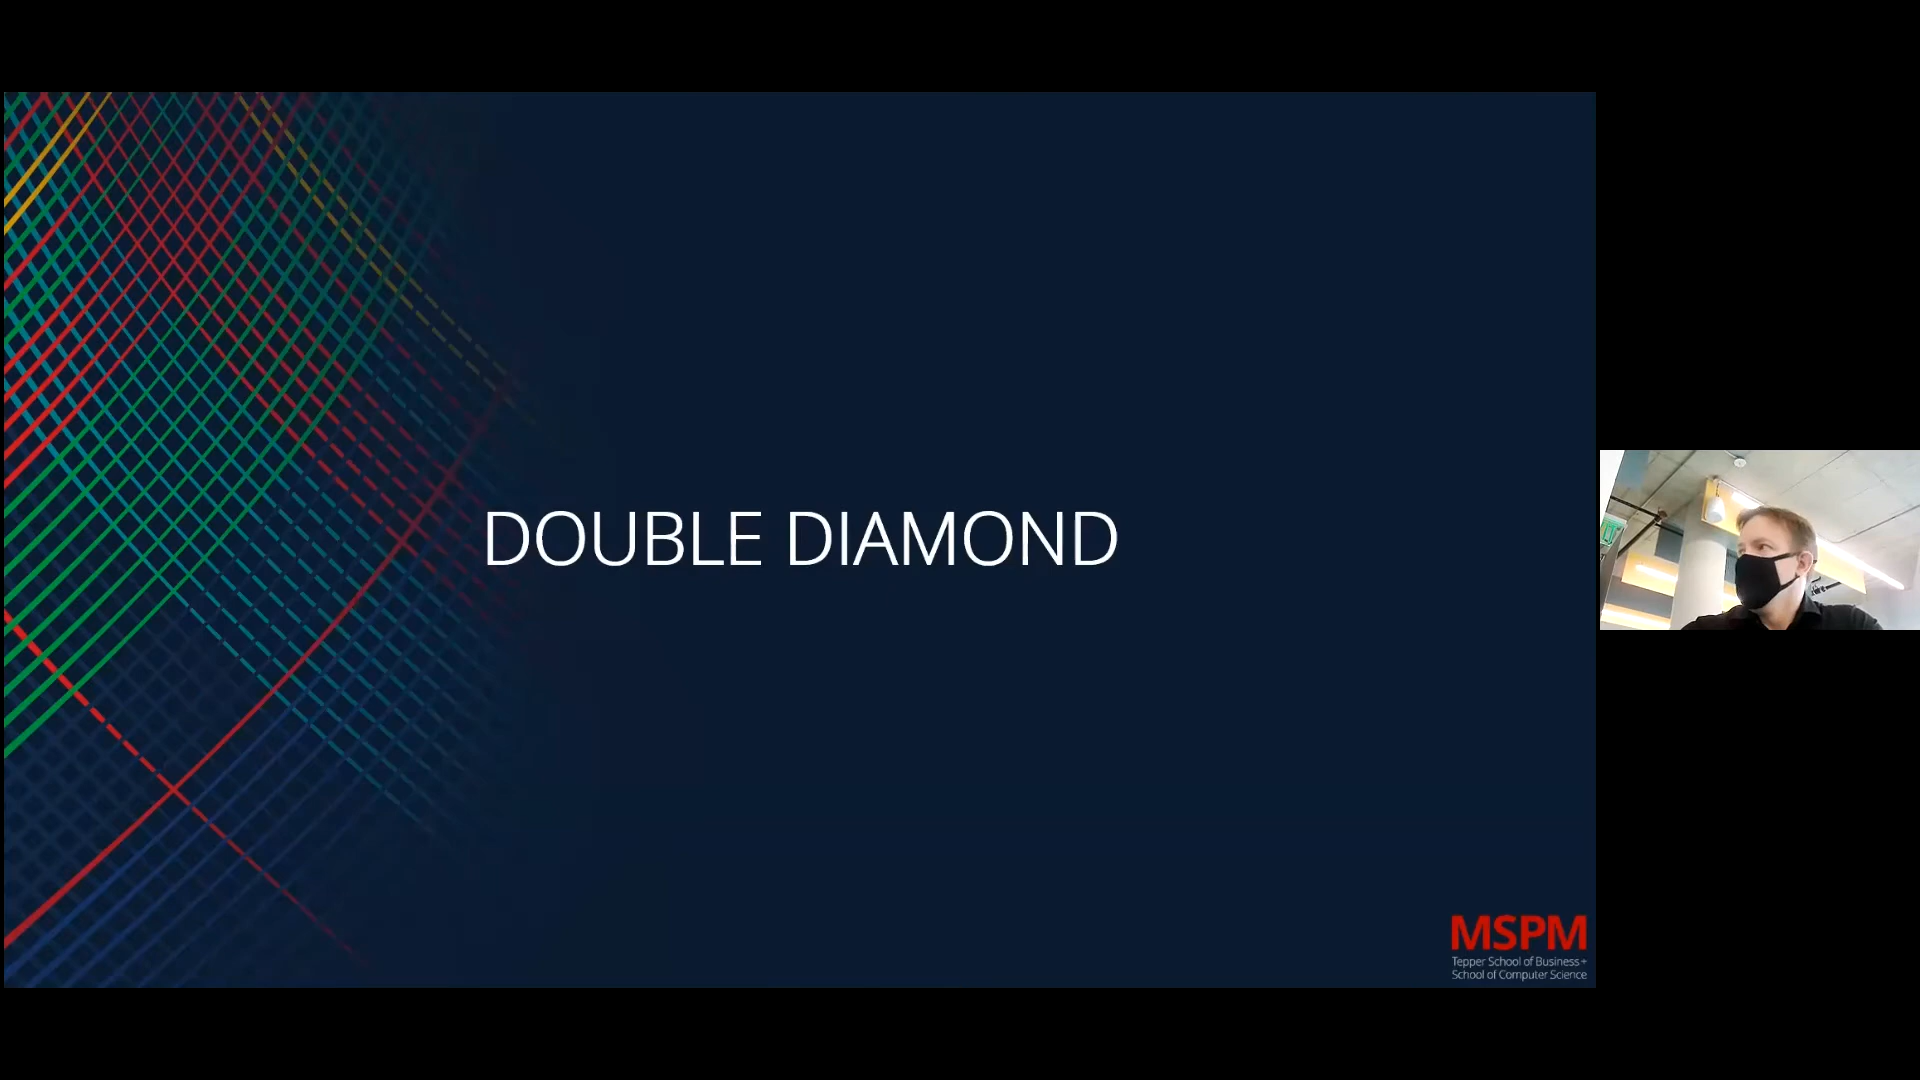 DOUBLE DIAMOND
MSPM
Tepper School of Business+
School of Computer Science